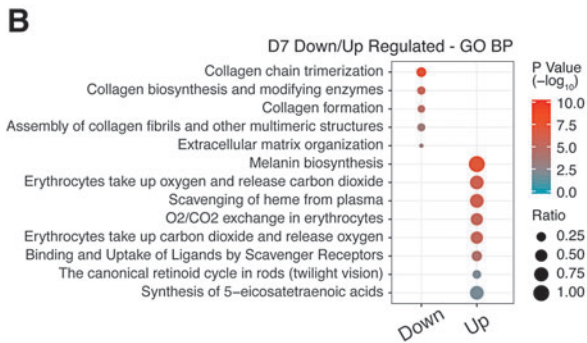 B
D7 Down/Up Regulated - GO BP
Collagen chain trimerization
Collagen biosynthesis and modifying enzymes
Collagen formation
Assembly of collagen fibrils and other multimeric structures
Extracellular matrix organization
Melanin biosynthesis
Erythrocytes take up oxygen and release carbon dioxide
Scavenging of heme from plasma
O2/CO2 exchange in erythrocytes
Erythrocytes take up carbon dioxide and release oxygen
Binding and Uptake of Ligands by Scavenger Receptors
The canonical retinoid cycle in rods (twilight vision)
Synthesis of 5-eicosatetraenoic acids
Down
Up
P Value
(−log10)
10.0
7.5
5.0
2.5
0.0
Ratio
0.25
0.50
0.75
1.00